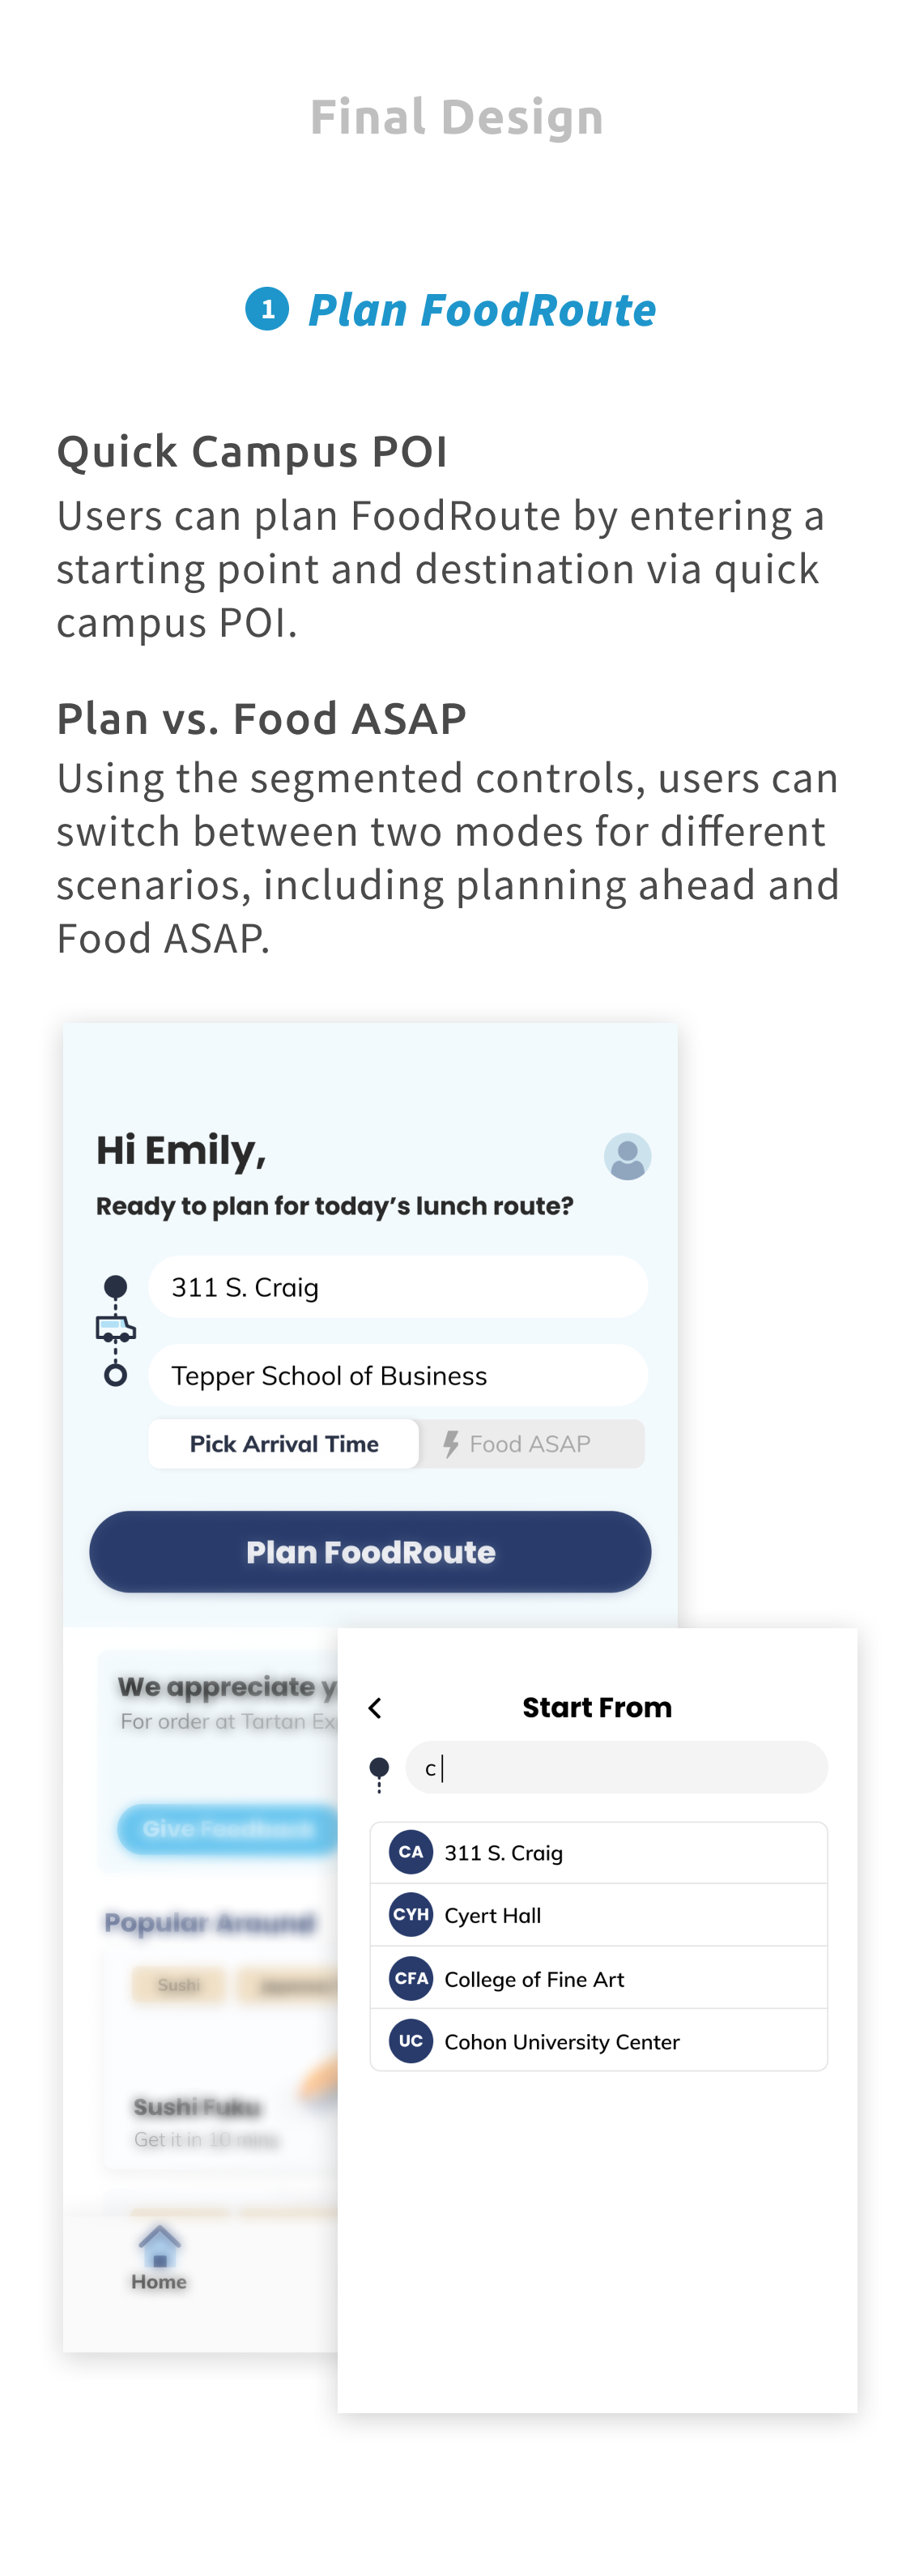 Final Design
1 Plan FoodRoute
Quick Campus POI
Users can plan FoodRoute by entering a
starting point and destination via quick
campus POI.
Plan vs. Food ASAP
Using the segmented controls, users can
switch between two modes for different
scenarios, including planning ahead and
Food ASAP.
Hi Emily,
Ready to plan for today’s lunch route?
311 S. Craig
Tepper School of Business
Pick Arrival Time
Food ASAP
Plan FoodRoute
We appreciate y
For order at Tartan Ex
Give Feedback
Popular Around
Sushi
Sushi Fuku
Get it in 10 mins
Home
Start From
c
CA 311 S. Craig
CYH Cyert Hall
CFA College of Fine Art
UC Cohon University Center